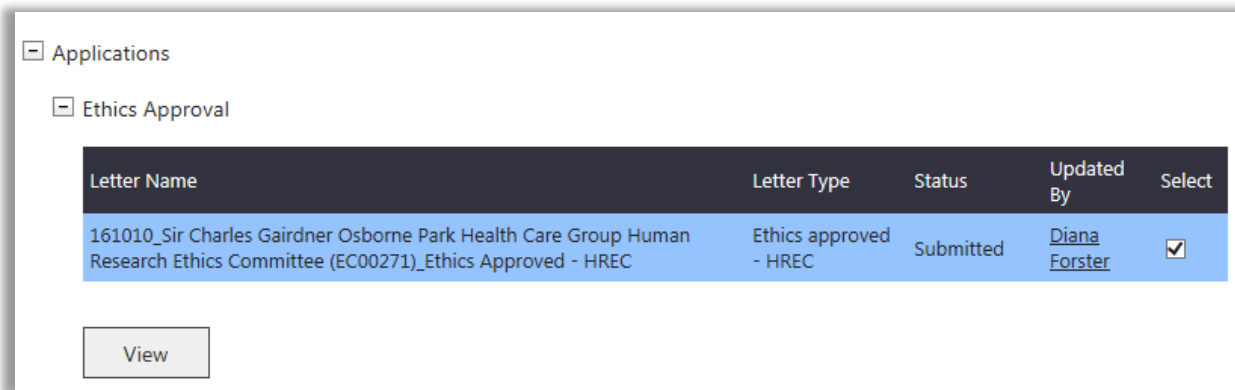 Applications
Ethics Approval
Letter Name Letter Type Status Updated By Select
161010_Sir Charles Gairdner Osborne Park Health Care Group Human
Research Ethics Committee (EC00271)_Ethics Approved - HREC
Ethics approved
- HREC
Submitted
Diana
Forster
View